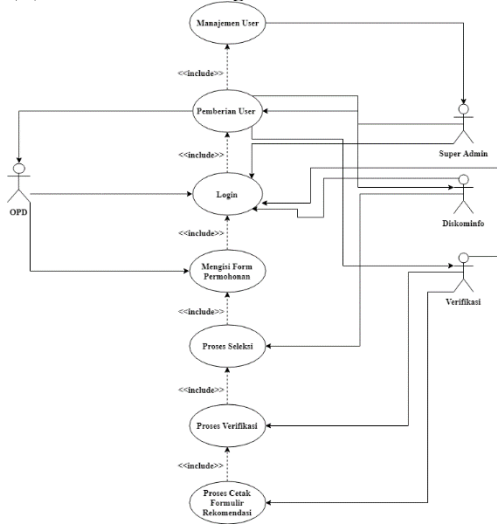 Manajemen User
<<include>>
Pemberian User
Super Admin
<<include>>
Login
OPD
Diskominfo
<<include>>
Mengisi Form
Permohonan
Verifikasi
<<include>>
Proses Seleksi
<<include>>
Proses Verifikasi
<<include>>
Proses Cetak
Formulir
Rekomendasi